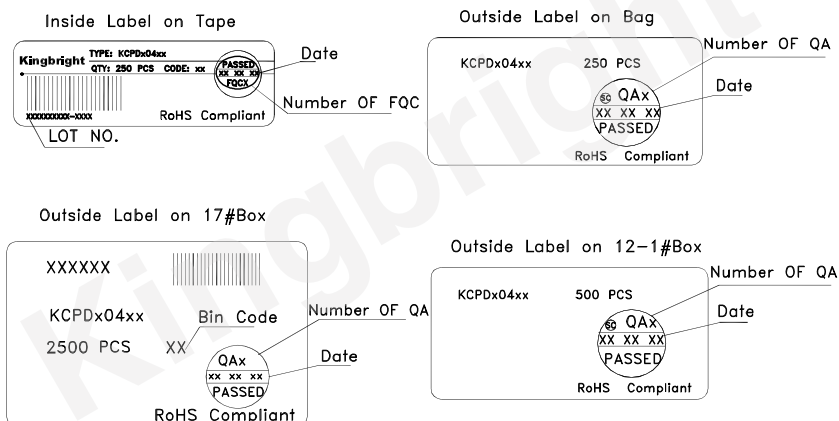 Inside Label on Tape
Kingbright
TYPE: KCPDx04xx
QTY: 250 PCS CODE: xx
PASSED
xx xx xx
FQCX
Date
Number OF FQC
xxxxxxxxxx-xxxx
RoHS Compliant
LOT NO.
Outside Label on Bag
KCPDx04xx 250 PCS
Number OF QA
SC QAx
Date
XX XX XX
PASSED
RoHS Compliant
Outside Label on 17#Box
XXXXXX
KCPDx04xx
Bin Code
Number OF QA
2500 PCS XX
QAx
Date
xx xx xx
PASSED
RoHS Compliant
Outside Label on 12-1#Box
KCPDx04xx 500 PCS
Number OF QA
SC QAx
Date
XX XX XX
PASSED
RoHS Compliant
Kingbright